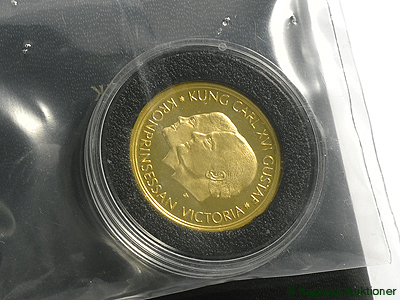 KUNG CARL XVI GUSTAF
KRONPRINSESSAN VICTORIA